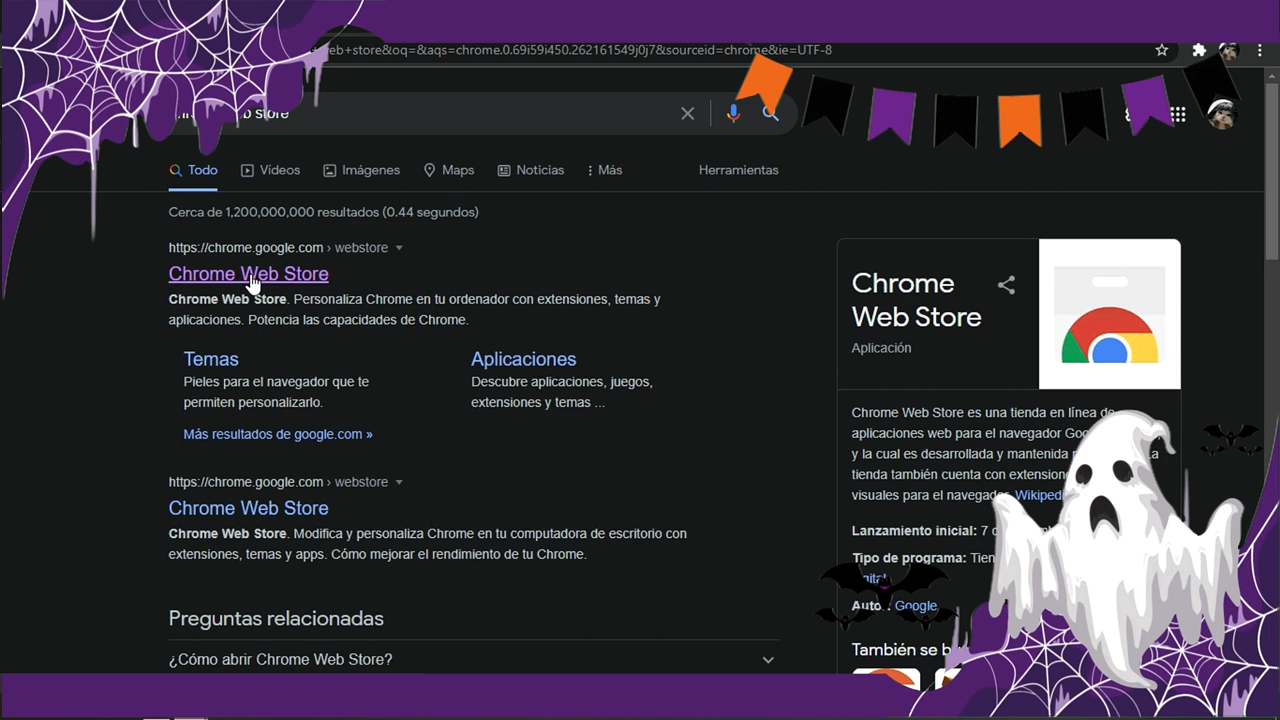 web+store&oq=&aqs=chrome.0.69i59i450.262161549j0j7&sourceid=chrome&ie=UTF-8
store
Todo
Vídeos
Imágenes
Maps
Noticias
Más
Herramientas
Cerca de 1,200,000,000 resultados (0.44 segundos)
https://chrome.google.com › webstore
Chrome Web Store
Chrome Web Store. Personaliza Chrome en tu ordenador con extensiones, temas y
aplicaciones. Potencia las capacidades de Chrome.
Temas
Pieles para el navegador que te
permiten personalizarlo.
Aplicaciones
Descubre aplicaciones, juegos,
extensiones y temas ...
Más resultados de google.com »
https://chrome.google.com › webstore
Chrome Web Store
Chrome Web Store. Modifica y personaliza Chrome en tu computadora de escritorio con
extensiones, temas y apps. Cómo mejorar el rendimiento de tu Chrome.
Preguntas relacionadas
¿Cómo abrir Chrome Web Store?
Chrome
Web Store
Aplicación
Chrome Web Store es una tienda en línea de
aplicaciones web para el navegador
y la cual es desarrollada y mantenida
tienda también cuenta con
visuales para el navegador.
Lanzamiento inicial: 7
Tipo de programa:
Google
También se